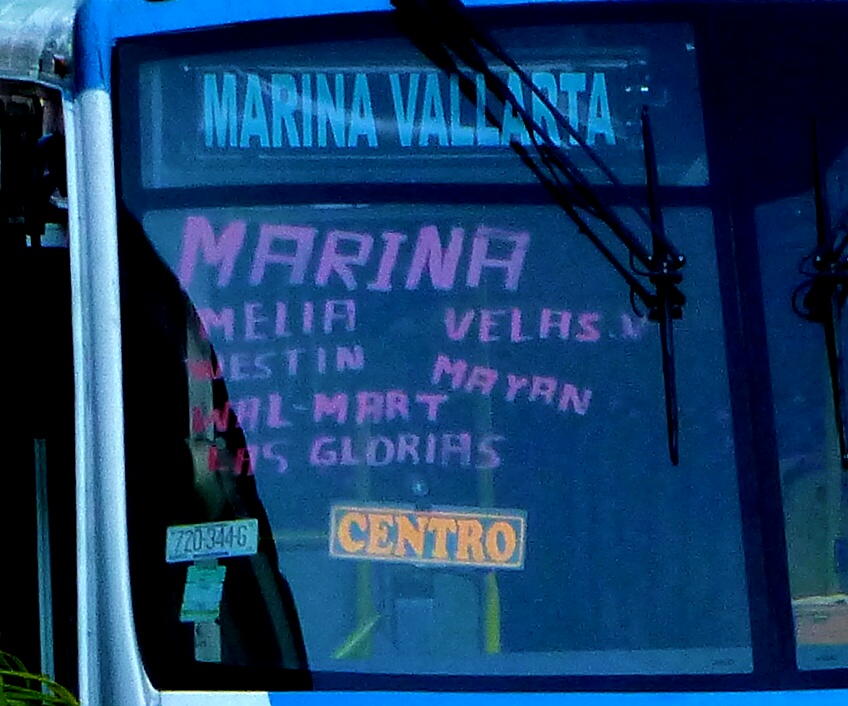 MARINA VALLARTA
MARINA
MELIA VELAS.V
WESTIN MAYAN
WAL-MART
LAS GLORIAS
CENTRO
720-344-G